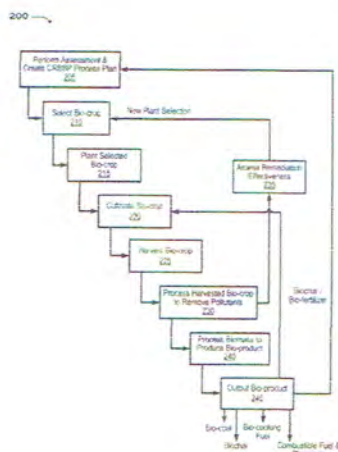 200
Perform Assessment &
Create CRBBP Process Plan
205
Select Bio-crop
210
New Plant Selector
Plant Selected
Bio-crop
215
Assess Remediation
Effectiveness
235
Cultivate Bio-crop
220
Harvest Bio-crop
225
Process Harvested Bio-crop
to Remove Pollutants
230
Biochar /
Bio-fertilizer
Process Biomass to
Produce Bio-product
240
Output Bio-product
245
Bio-coal
Bio-cooking
Fuel
Biochar
Combustible Fuel &